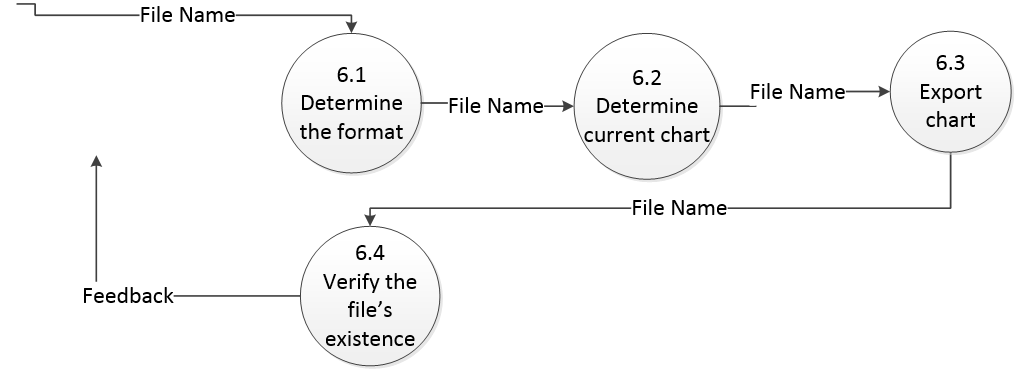 File Name
6.1
Determine
the format
File Name
6.2
Determine
current chart
File Name
6.3
Export
chart
File Name
6.4
Verify the
file's
existence
Feedback